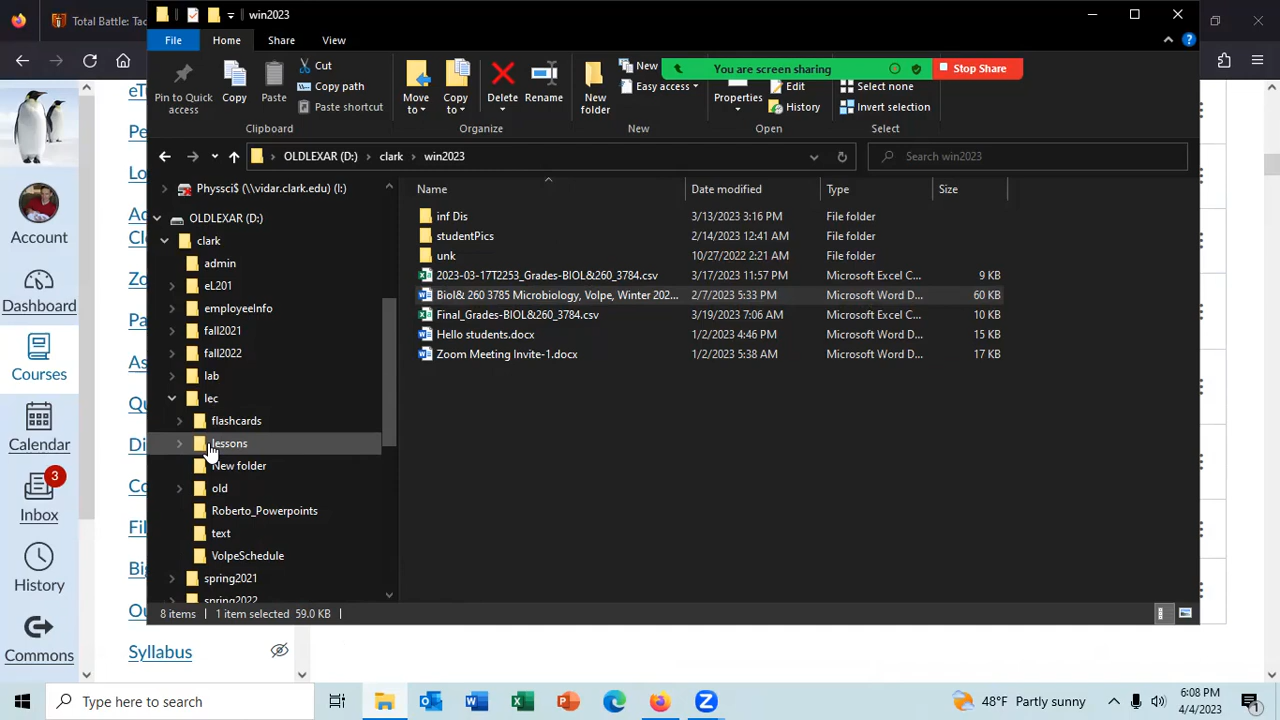 Total Battle: Tac
win2023
File
Home
Share
View
Pin to Quick
access
Copy
Paste
Cut
Copy path
Paste shortcut
Clipboard
Move
to
Copy
to
Delete
Rename
Organize
New
folder
New
Easy access
New
You are screen sharing
Stop Share
Properties
Edit
History
Open
Select none
Invert selection
Select
OLDLEXAR (D:)
clark
win2023
Search win2023
Physsci$ (\\vidar.clark.edu) (I:)
OLDLEXAR (D:)
clark
admin
eL201
employeeInfo
fall2021
fall2022
lab
lec
flashcards
lessons
New folder
old
Roberto_Powerpoints
text
VolpeSchedule
spring2021
spring2022
Name
Date modified
Type
Size
inf Dis
3/13/2023 3:16 PM
File folder
studentPics
2/14/2023 12:41 AM
File folder
unk
10/27/2022 2:21 AM
File folder
2023-03-17T2253_Grades-BIOL&260_3784.csv
3/17/2023 11:57 PM
Microsoft Excel C...
9 KB
Biol& 260 3785 Microbiology, Volpe, Winter 202...
2/7/2023 5:33 PM
Microsoft Word D...
60 KB
Final_Grades-BIOL&260_3784.csv
3/19/2023 7:06 AM
Microsoft Excel C...
10 KB
Hello students.docx
1/2/2023 4:46 PM
Microsoft Word D...
15 KB
Zoom Meeting Invite-1.docx
1/2/2023 5:38 AM
Microsoft Word D...
17 KB
8 items
1 item selected 59.0 KB
Account
Dashboard
Courses
Calendar
3
Inbox
History
Commons
Syllabus
Type here to search
48°F Partly sunny
6:08 PM
4/4/2023
1